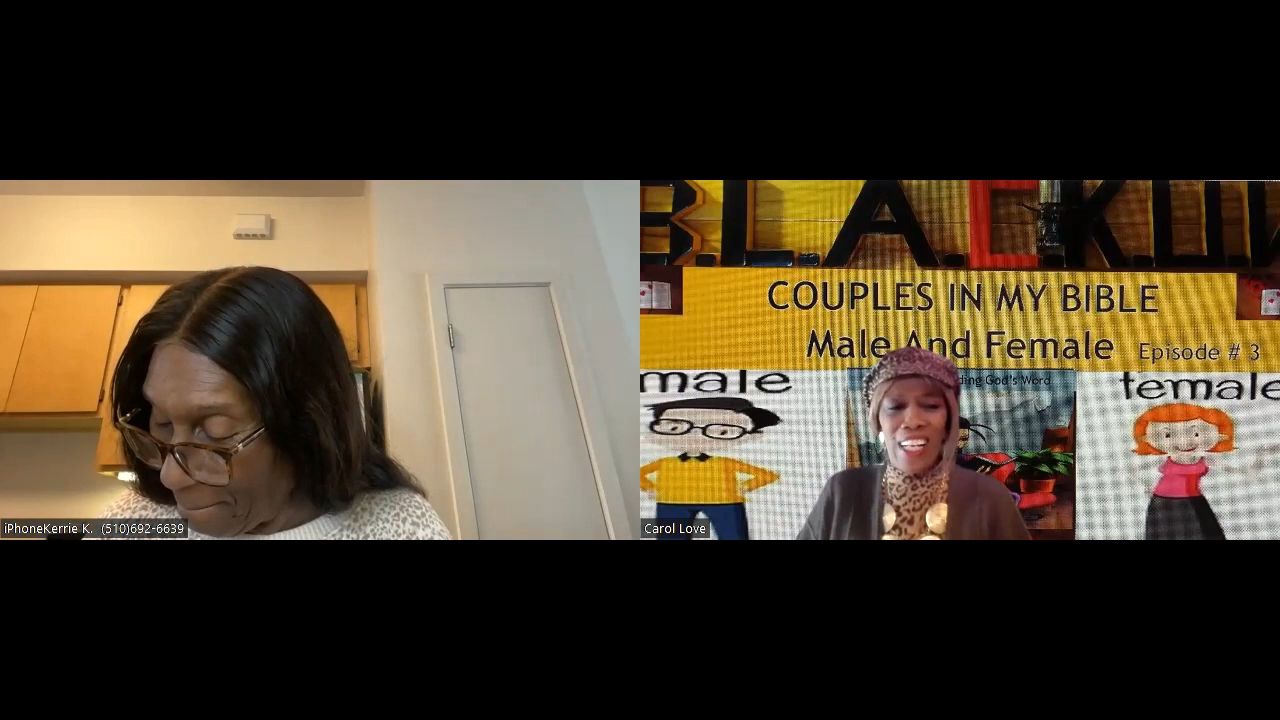 B.L.A.C.K
COUPLES IN MY BIBLE
Male And Female Episode # 3
male
ding God's Word
female
iPhoneKerrie K. (510)692-6639
Carol Love